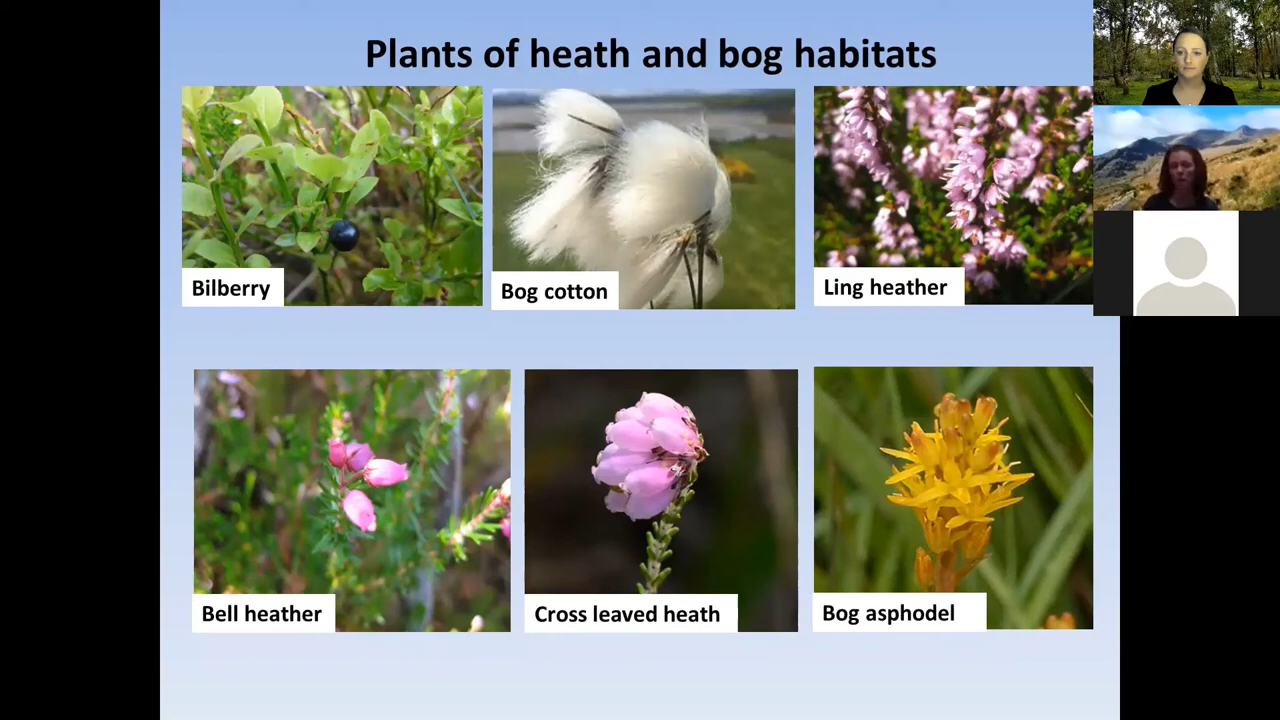 Plants of heath and bog habitats
Bilberry
Bog cotton
Ling heather
Bell heather
Cross leaved heath
Bog asphodel